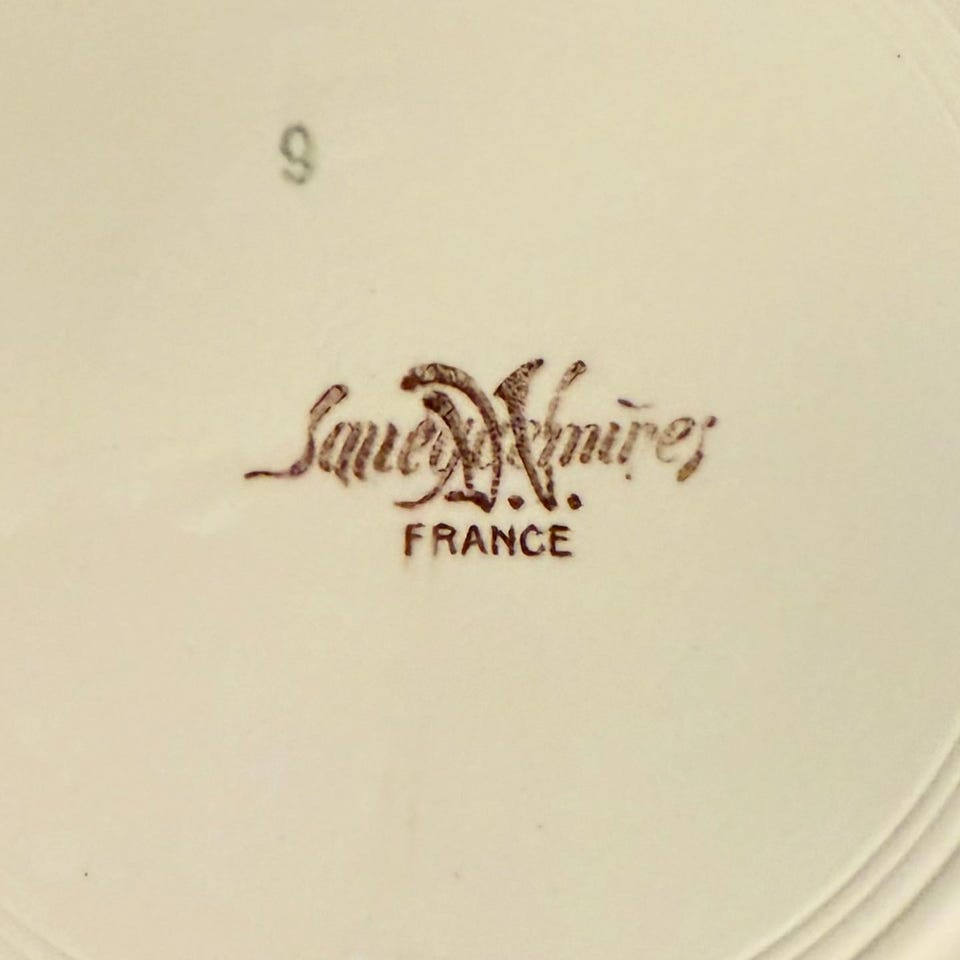 9
Sarreguemines
D.V.
FRANCE